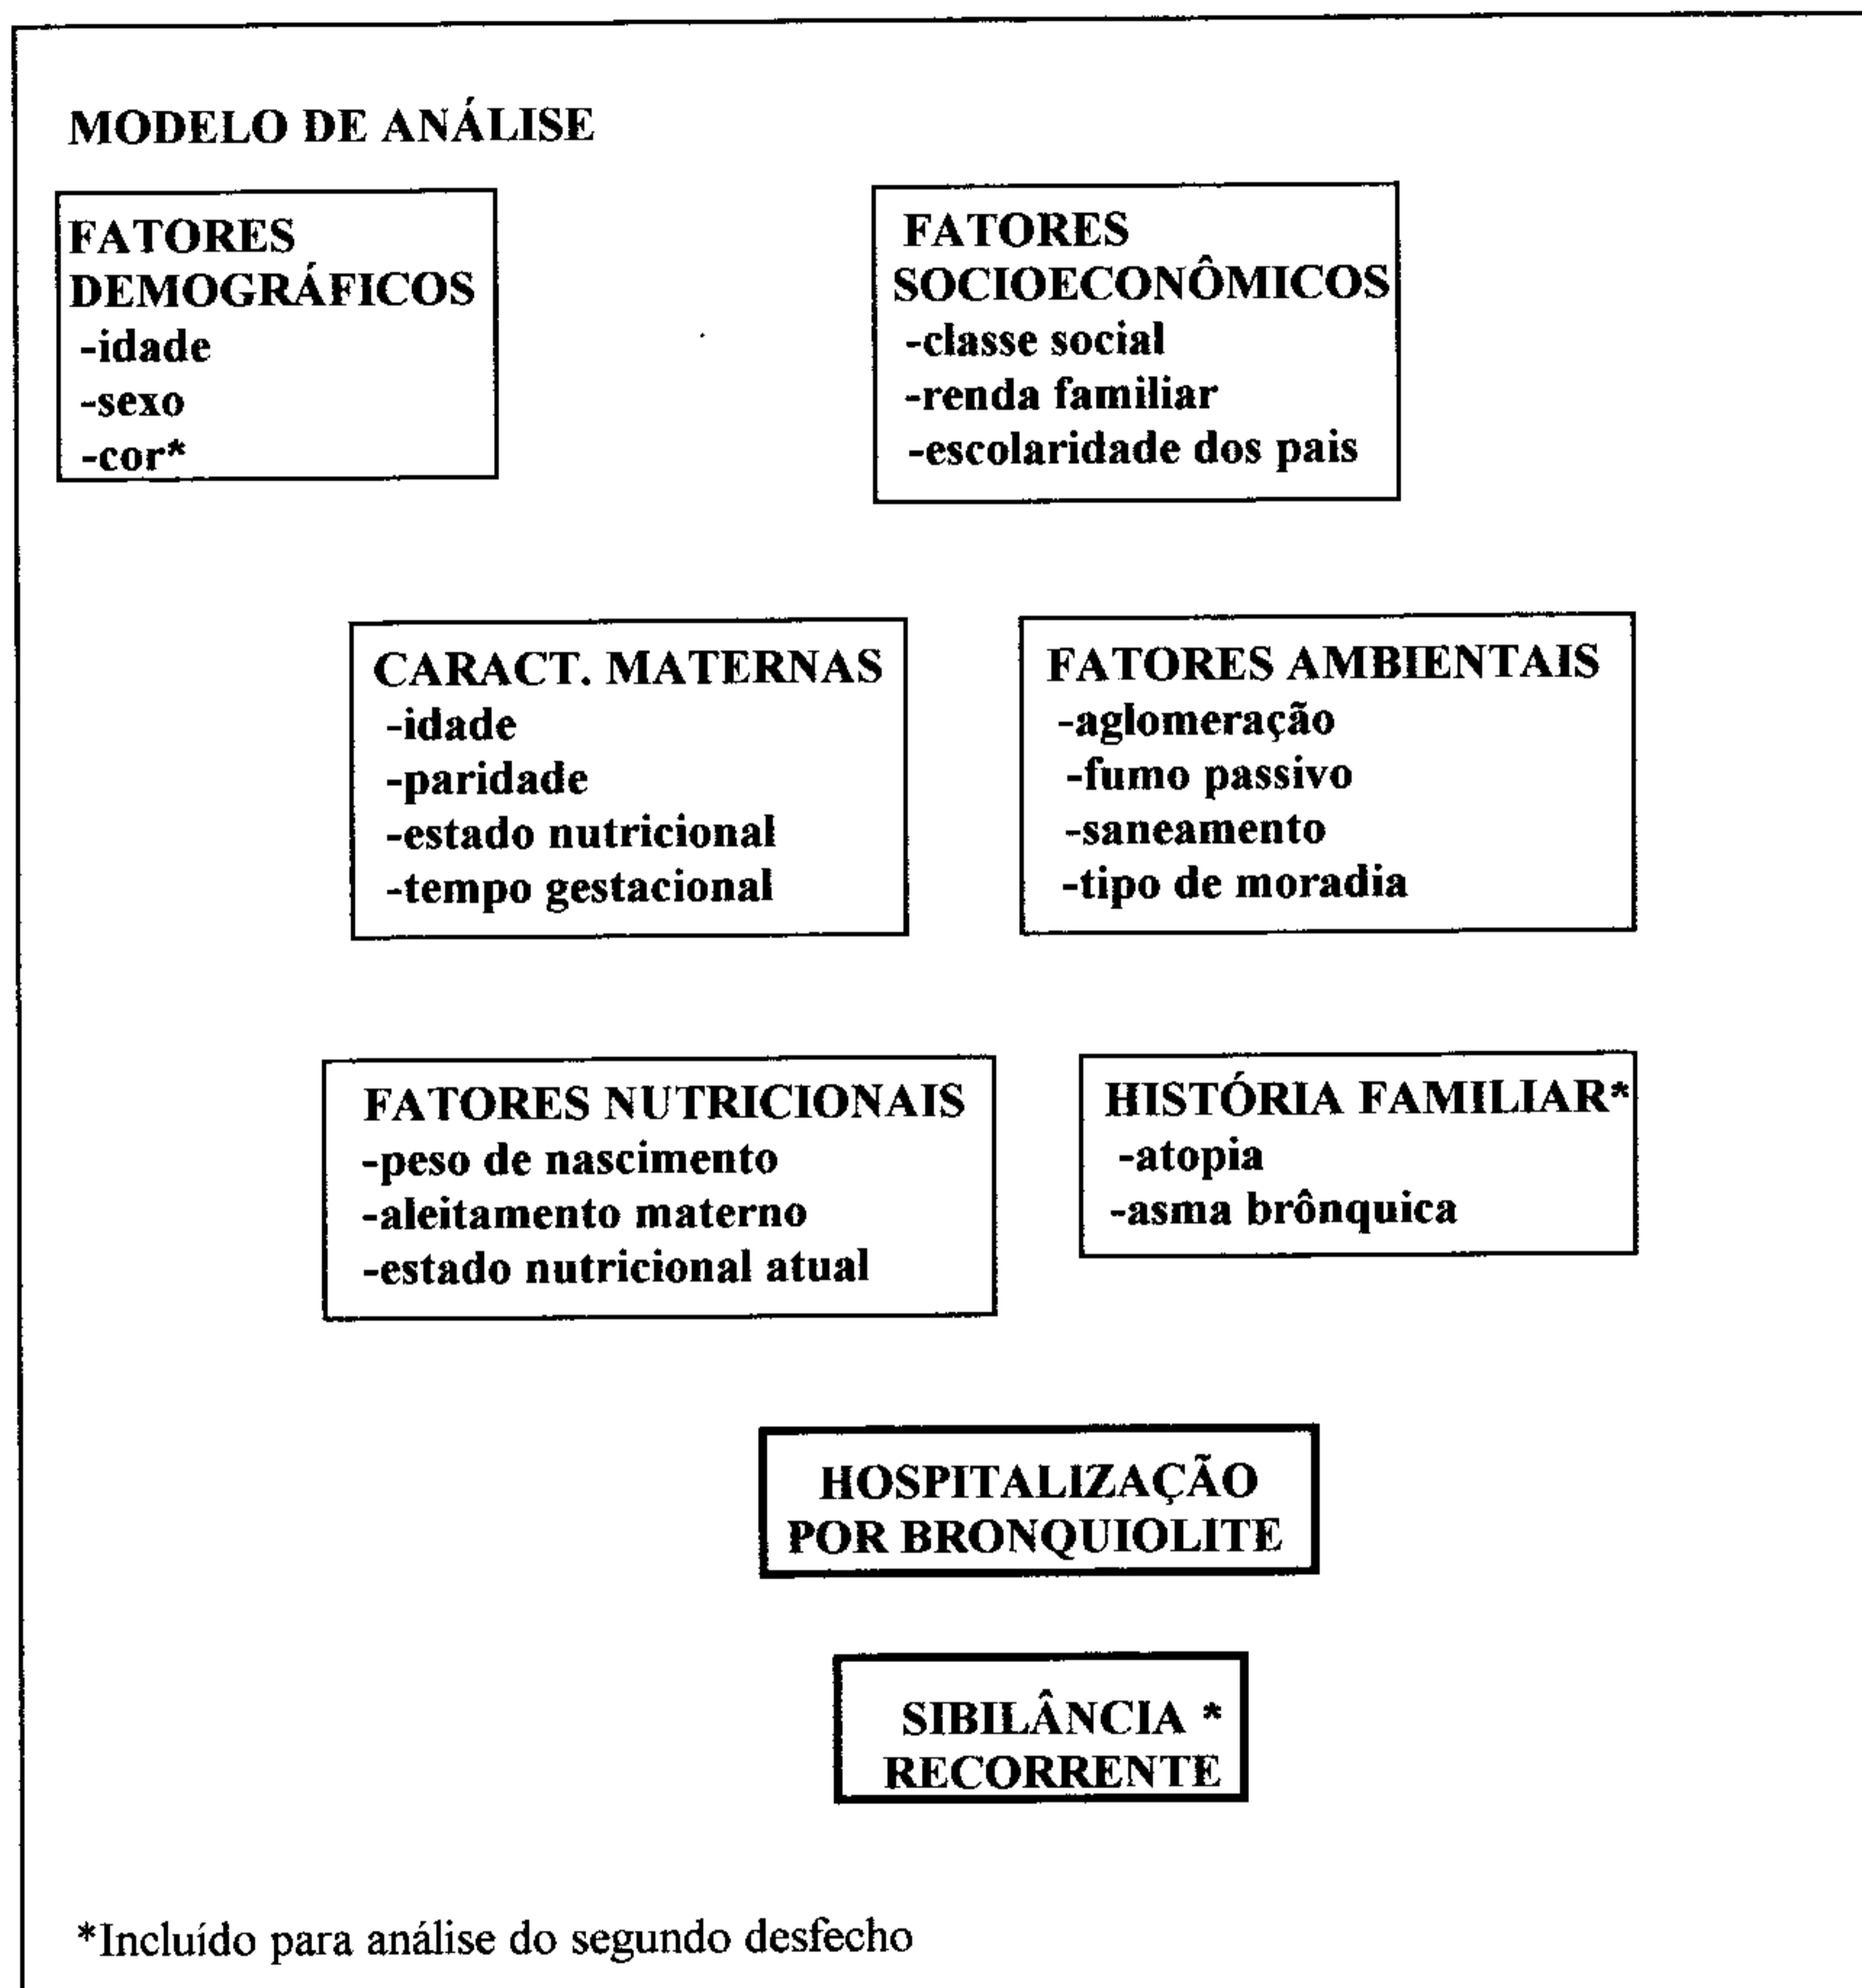 MODELO DE ANÁLISE
FATORES
DEMOGRÁFICOS
-idade
-sexo
-cor*
FATORES
SOCIOECONÔMICOS
-classe social
-renda familiar
-escolaridade dos pais
CARACT. MATERNAS
-idade
-paridade
-estado nutricional
-tempo gestacional
FATORES AMBIENTAIS
-aglomeração
-fumo passivo
-saneamento
-tipo de moradia
FATORES NUTRICIONAIS
-peso de nascimento
-aleitamento materno
-estado nutricional atual
HISTÓRIA FAMILIAR*
-atopia
-asma brônquica
HOSPITALIZAÇÃO
POR BRONQUIOLITE
SIBILÂNCIA *
RECORRENTE
*Incluído para análise do segundo desfecho